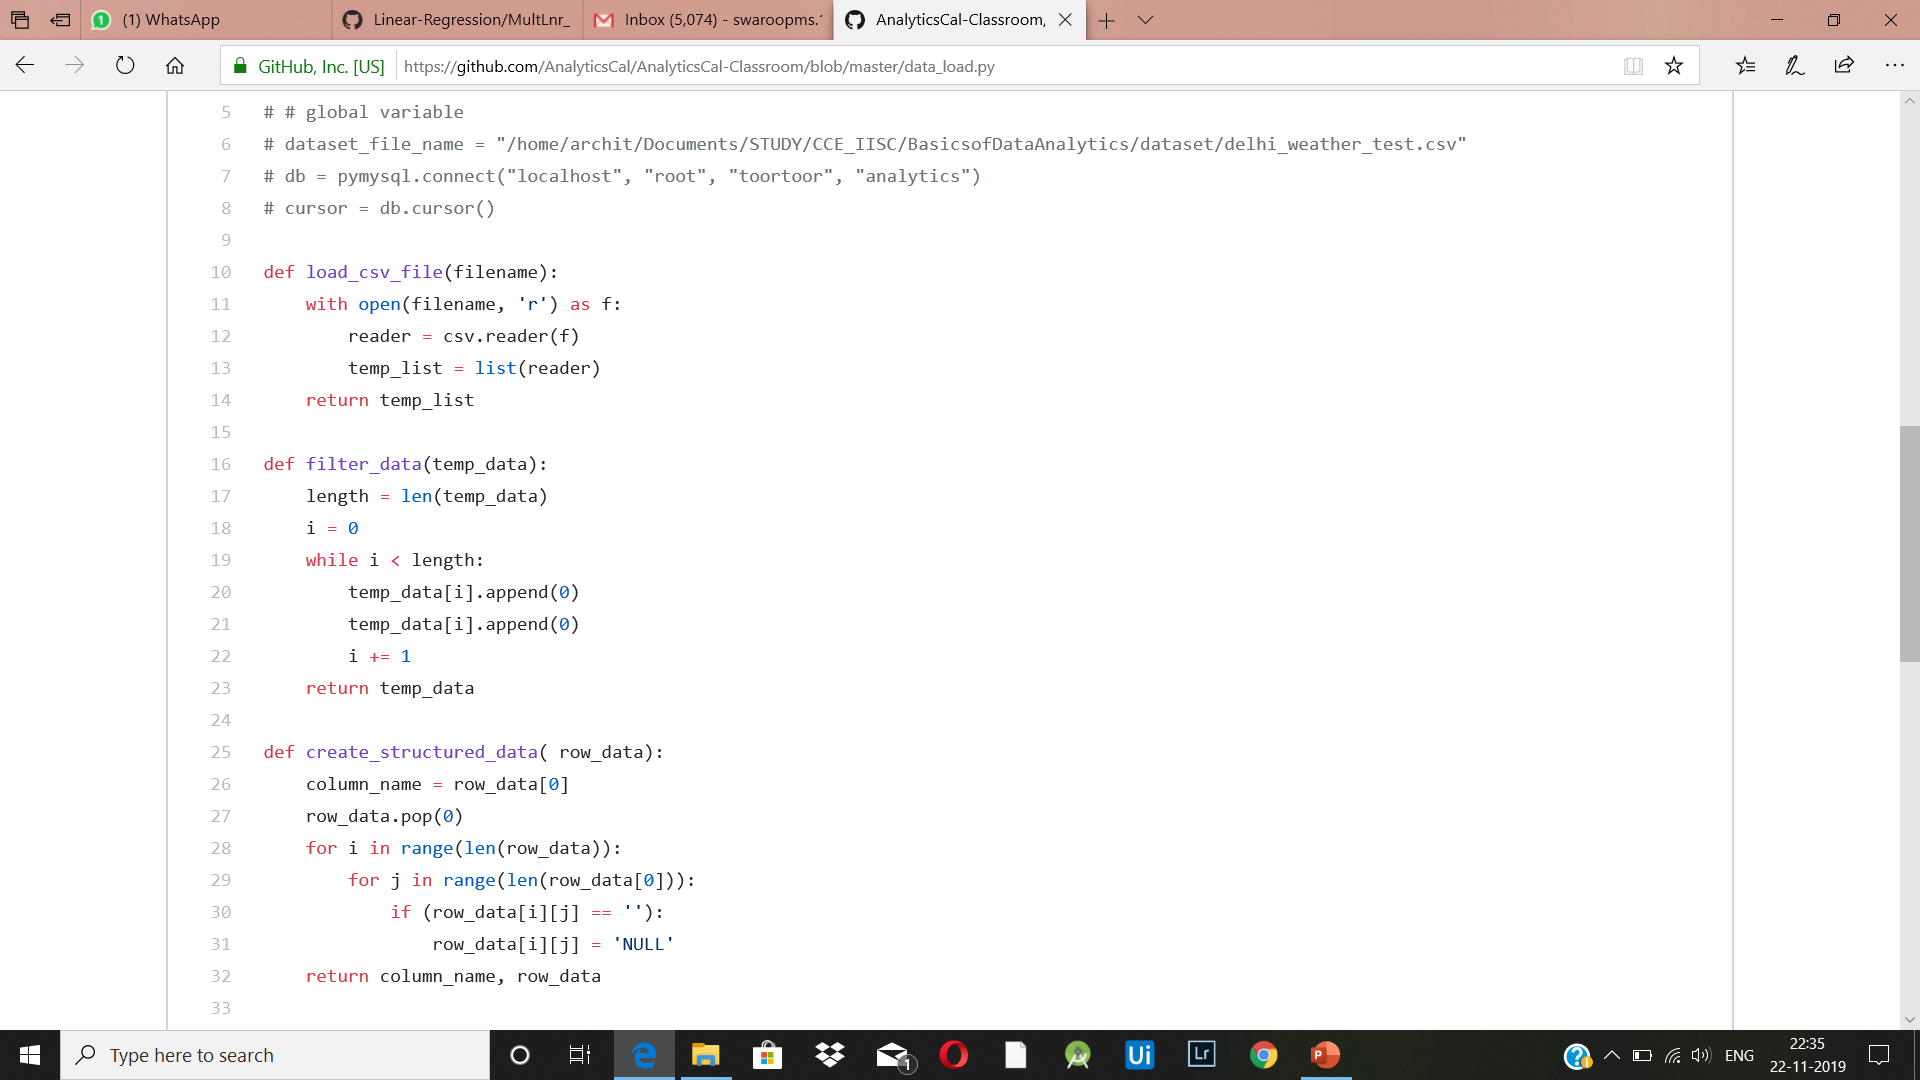 (1) WhatsApp
Linear-Regression/MultLnr_
Inbox (5,074) - swaroopms.
AnalyticsCal-Classroom,
GitHub, Inc. [US]
https://github.com/AnalyticsCal/AnalyticsCal-Classroom/blob/master/data_load.py
5 # # global variable
6 # dataset_file_name = "/home/archit/Documents/STUDY/CCE_IISC/BasicsofDataAnalytics/dataset/delhi_weather_test.csv"
7 # db = pymysql.connect("localhost", "root", "toortoor", "analytics")
8 # cursor = db.cursor()
9
10 def load_csv_file(filename):
11     with open(filename, 'r') as f:
12         reader = csv.reader(f)
13         temp_list = list(reader)
14     return temp_list
15
16 def filter_data(temp_data):
17     length = len(temp_data)
18     i = 0
19     while i < length:
20         temp_data[i].append(0)
21         temp_data[i].append(0)
22         i += 1
23     return temp_data
24
25 def create_structured_data( row_data):
26     column_name = row_data[0]
27     row_data.pop(0)
28     for i in range(len(row_data)):
29         for j in range(len(row_data[0])):
30             if (row_data[i][j] == ''):
31                 row_data[i][j] = 'NULL'
32     return column_name, row_data
33
Type here to search
1
Ui
Lr
ENG
22:35
22-11-2019